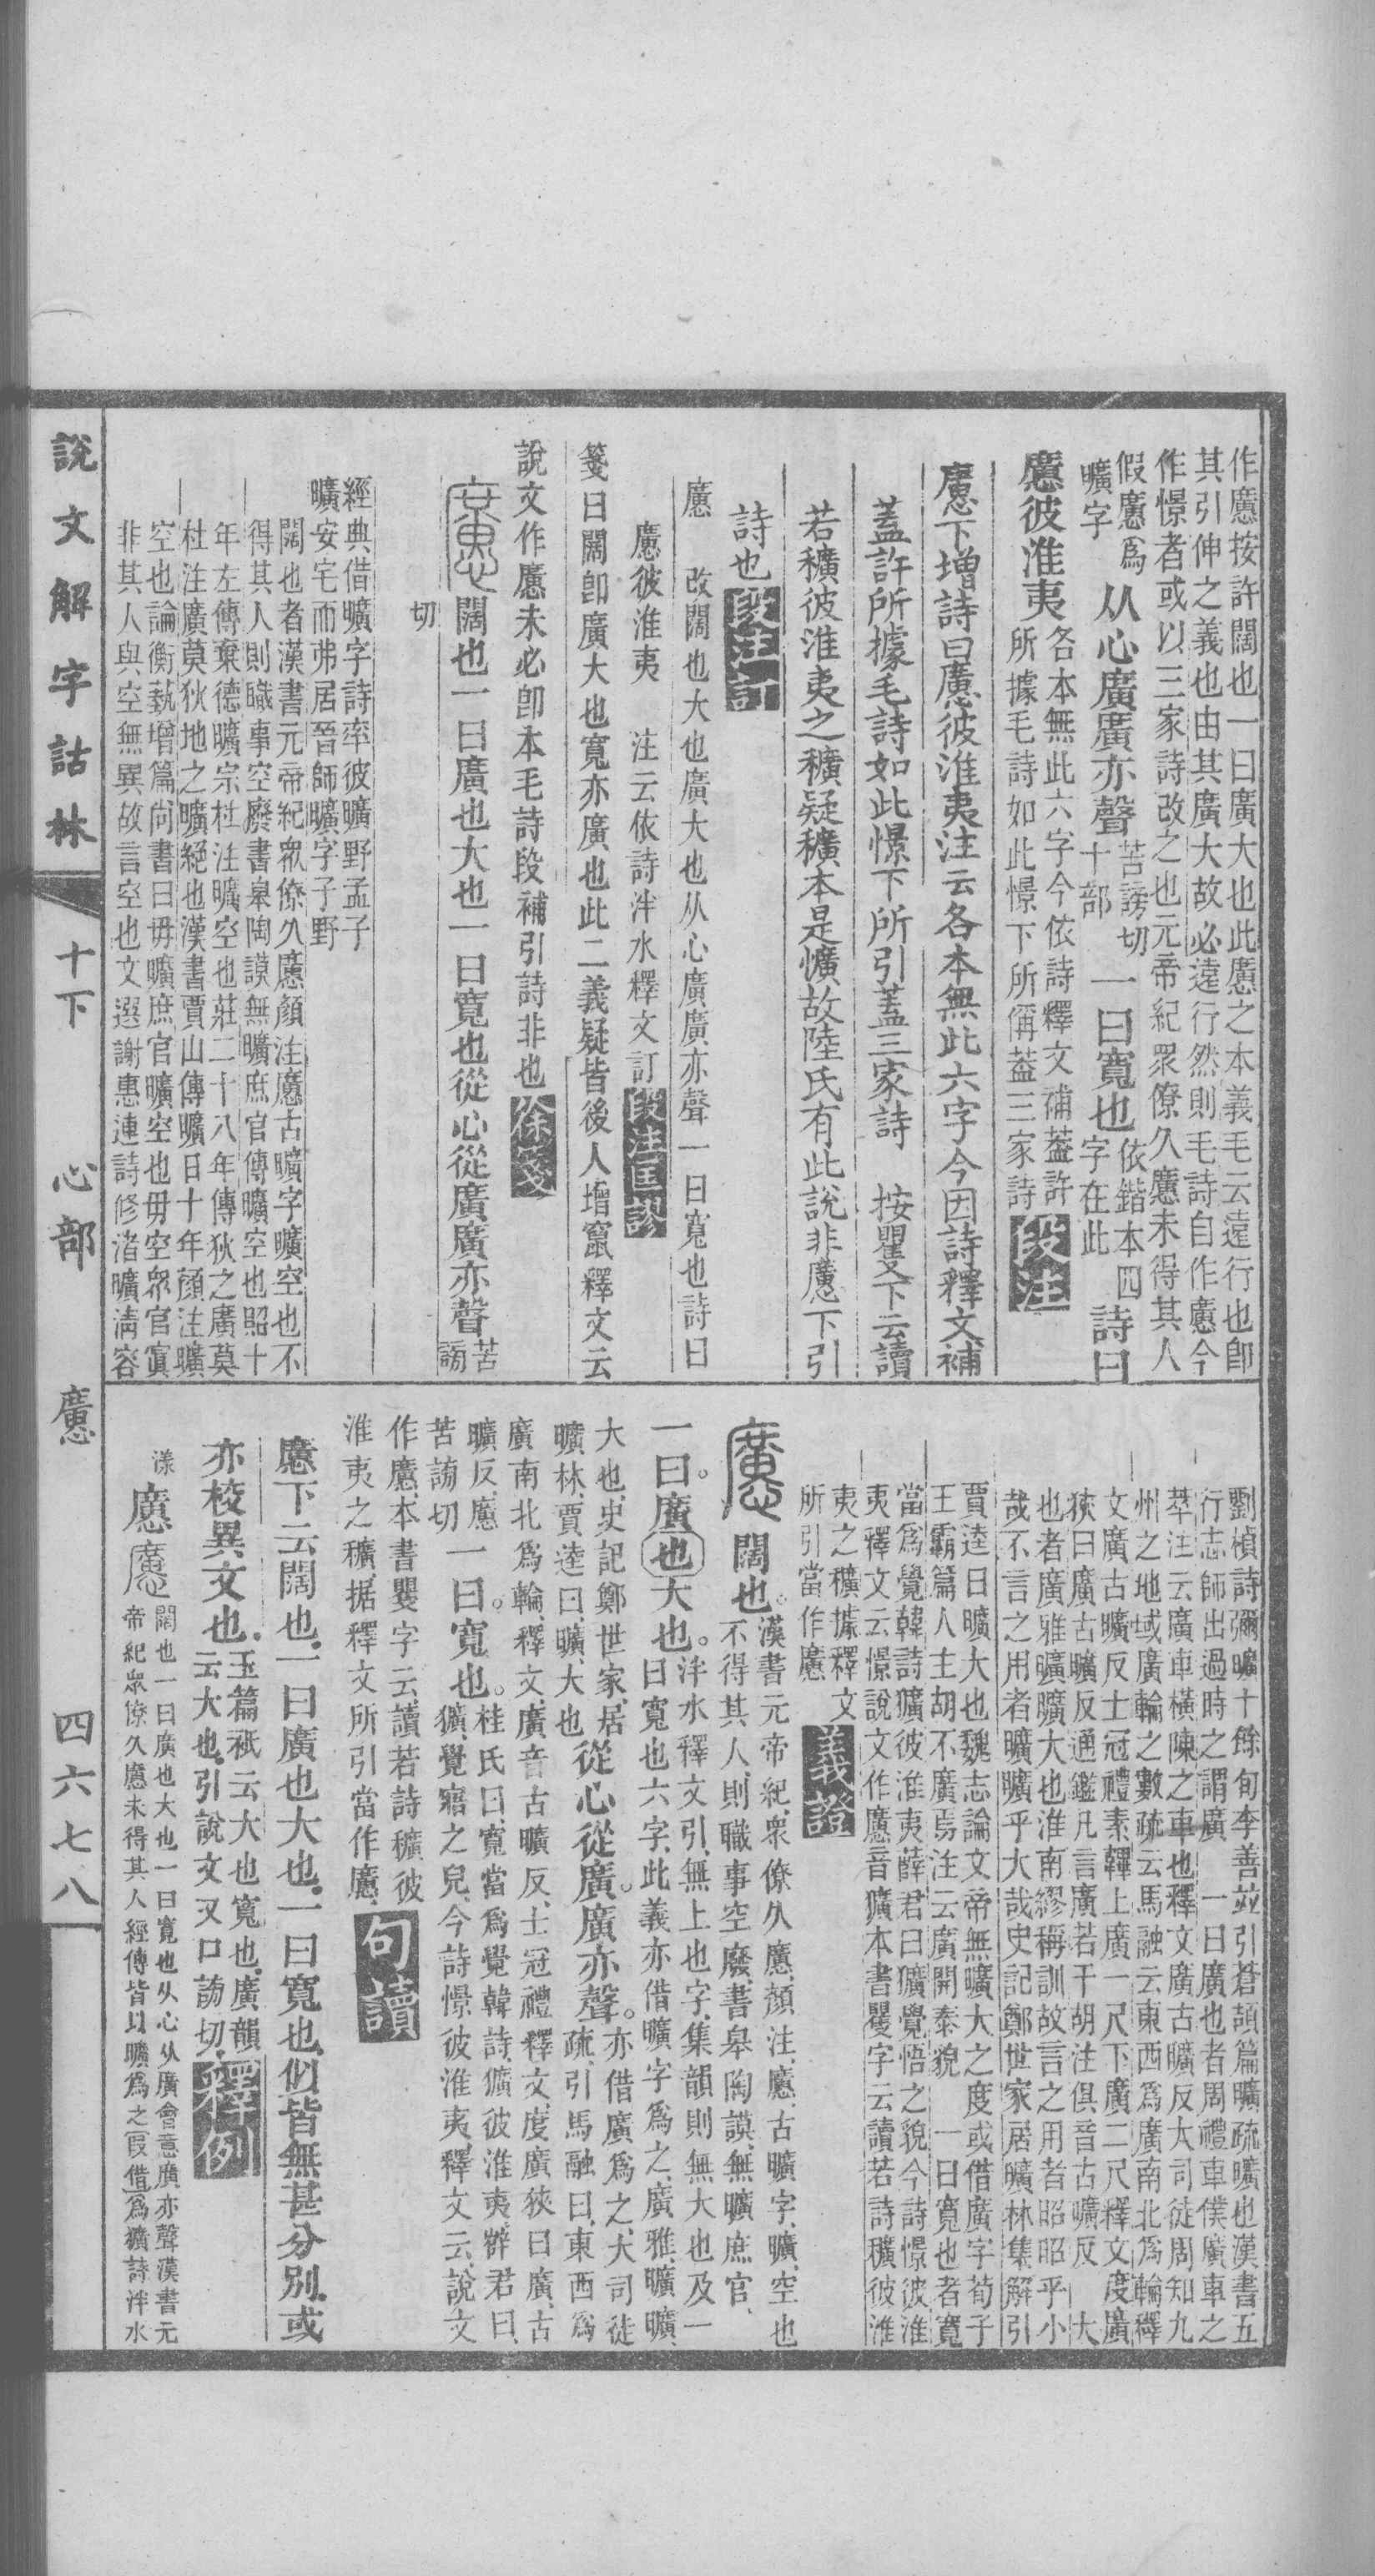 作懬按許闊也一曰廣大也此懬之本義毛云遠行也卽
其引伸之義也由其廣大故必遠行然則毛詩自作懬今
作憬者或以三家詩改之也元帝紀眾僚久懬未得其人
假懬爲
曠字
从心廣廣亦聲
苦謗切
十部
一曰寬也
依鍇本四
字在此
詩曰
懬彼淮夷
各本無此六字今依詩釋文補葢許
所據毛詩如此憬下所偁葢三家詩
段注
懬下增詩曰懬彼淮夷注云各本無此六字今因詩釋文補
葢許所據毛詩如此憬下所引葢三家詩 按矍下云讀
若穬彼淮夷之穬疑穬本是懭故陸氏有此說非懬下引
詩也
段注訂
懬 改闊也大也廣大也从心廣廣亦聲一曰寬也詩曰
懬彼淮夷 注云依詩泮水釋文訂
段注匡謬
箋曰闊卽廣大也寬亦廣也此二義疑皆後人增竄釋文云
說文作懬未必卽本毛詩段補引詩非也
徐箋
闊也一曰廣也大也一曰寬也從心從廣廣亦聲
苦
謗
切
經典借曠字詩率彼曠野孟子
曠安宅而弗居晉師曠字子野
闊也者漢書元帝紀眾僚久懬顏注懬古曠字曠空也不
得其人則職事空廢書皋陶謨無曠庶官傳曠空也昭十
年左傳棄德曠宗杜注曠空也莊二十八年傳狄之廣莫
杜注廣莫狄地之曠絕也漢書賈山傳曠日十年顏注曠
空也論衡藝增篇尙書曰毋曠庶官曠空也毋空眾官寘
非其人與空無異故言空也文選謝惠連詩修渚曠淸容
劉楨詩彌曠十餘旬李善竝引蒼頡篇曠疏曠也漢書五
行志師出過時之謂廣 一曰廣也者周禮車僕廣車之
萃注云廣車橫陳之車也釋文廣古曠反大司徒周知九
州之地域廣輪之數疏云馬融云東西爲廣南北爲輪釋
文廣古曠反士冠禮素韠上廣一尺下廣二尺釋文度廣
狹曰廣古曠反通鑑凡言廣若干胡注俱音古曠反 大
也者廣雅曠曠大也淮南繆稱訓故言之用者昭昭乎小
哉不言之用者曠曠乎大哉史記鄭世家居曠林集解引
賈逵曰曠大也魏志論文帝無曠大之度或借廣字荀子
王霸篇人主胡不廣焉注云廣開泰貌 一曰寬也者寬
當爲覺韓詩獷彼淮夷薛君曰獷覺悟之貌今詩憬彼淮
夷釋文云憬說文作懬音獷本書矍字云讀若詩穬彼淮
夷之穬據釋文
所引當作懬
義證
闊也。
漢書元帝紀、衆僚久懬、顏注、懬、古曠字、曠、空也
不得其人、則職事空廢、書皋陶謨、無曠庶官、
一曰。廣也大也。
泮水釋文引、無上也字、集韻則無大也及一
曰寬也六字、此義亦借曠字爲之、廣雅、曠曠、
大也、史記鄭世家、居
曠林、賈逵曰、曠、大也
從心從廣。廣亦聲。
亦借廣爲之、大司徒
疏、引馬融曰、東西爲
廣南北爲輪、釋文、廣、音古曠反、士冠禮釋文、度廣狹曰廣、古
曠反、懬
苦謗切
一曰。寬也。
桂氏曰、寬當爲覺、韓詩、獷彼淮夷、薛君曰、
獷、覺寤之皃、今詩憬彼淮夷、釋文云、說文
作懬、本書矍字云、讀若詩穬彼
淮夷之穬、据釋文所引當作懬、
句讀
懬下云闊也、一曰廣也大也、一曰寬也、似皆無甚分別、或
亦校異文也、
玉篇衹云大也寬也、廣韻
云大也、引說文又口謗切、
釋例
漾
懬
闊也一曰廣也大也一曰寬也从心从廣會意廣亦聲漢書元
帝紀眾僚久懬未得其人經傳皆以曠爲之叚借爲獷詩泮水
說文解字詁林 十下 心部 懬 四六七八